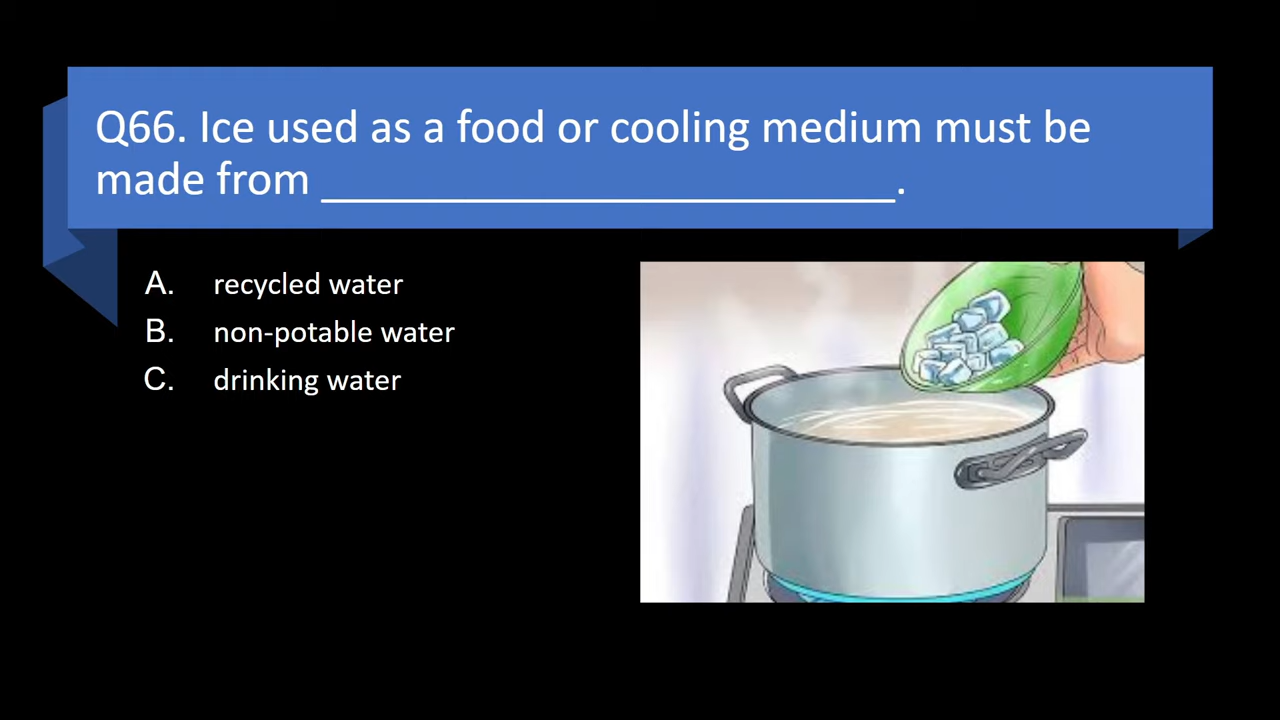 Q66. Ice used as a food or cooling medium must be
made from __________________________.
A. recycled water
B. non-potable water
C. drinking water